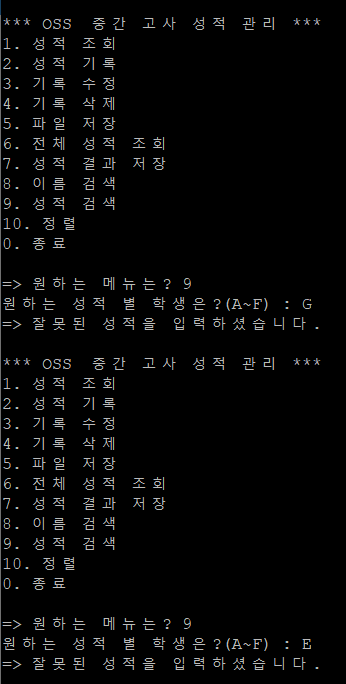 *** OSS 중간 고사 성적 관리 ***
1. 성적 조회
2. 성적 기록
3. 기록 수정
4. 기록 삭제
5. 파일 저장
6. 전체 성적 조회
7. 성적 결과 저장
8. 이름 검색
9. 성적 검색
10. 정렬
0. 종료
=> 원하는 메뉴는? 9
원하는 성적 별 학생은?(A~F) : G
=> 잘못된 성적을 입력하셨습니다.
*** OSS 중간 고사 성적 관리 ***
1. 성적 조회
2. 성적 기록
3. 기록 수정
4. 기록 삭제
5. 파일 저장
6. 전체 성적 조회
7. 성적 결과 저장
8. 이름 검색
9. 성적 검색
10. 정렬
0. 종료
=> 원하는 메뉴는? 9
원하는 성적 별 학생은?(A~F) : E
=> 잘못된 성적을 입력하셨습니다.